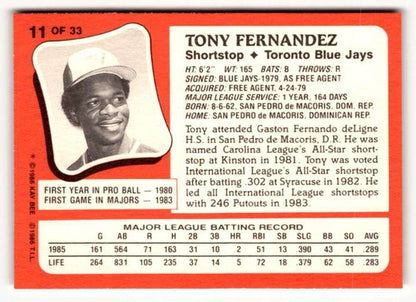 11 OF 33
TONY FERNANDEZ
Shortstop ✦ Toronto Blue Jays
HT: 6'2" WT: 165 BATS: B THROWS: R
SIGNED: BLUE JAYS-1979, AS FREE AGENT
ACQUIRED: FREE AGENT, 4-24-79
MAJOR LEAGUE SERVICE: 1 YEAR, 164 DAYS
BORN: 8-6-62, SAN PEDRO de MACORIS, DOM. REP.
HOME: SAN PEDRO de MACORIS, DOMINICAN REP.
Tony attended Gaston Fernando deLigne
H.S. in San Pedro de Macoris, D.R. He was
named Carolina League's All-Star short-
stop at Kinston in 1981. Tony was voted
International League's All-Star shortstop
after batting .302 at Syracuse in 1982. He
led all International League shortstops
with 246 Putouts in 1983.
FIRST YEAR IN PRO BALL — 1980
FIRST GAME IN MAJORS — 1983
* © 1986 KAY BEE
© 1986 T.C.G.
MAJOR LEAGUE BATTING RECORD
G AB R H 2B 3B HR RBI SB SLG BB SO AVG
1985 161 564 71 163 31 10 2 51 13 .390 43 41 .289
LIFE 264 831 105 235 38 14 3 72 18 .379 62 58 .283